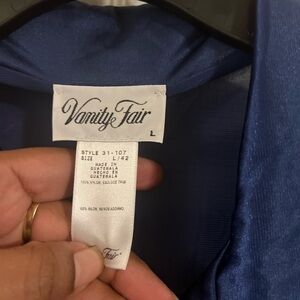 Vanity Fair
L
STYLE 31-107
SIZE L/42
MADE IN
GUATEMALA
HECHO EN
GUATEMALA
100% NYLON, EXCLUSIVE TRIM
Fair